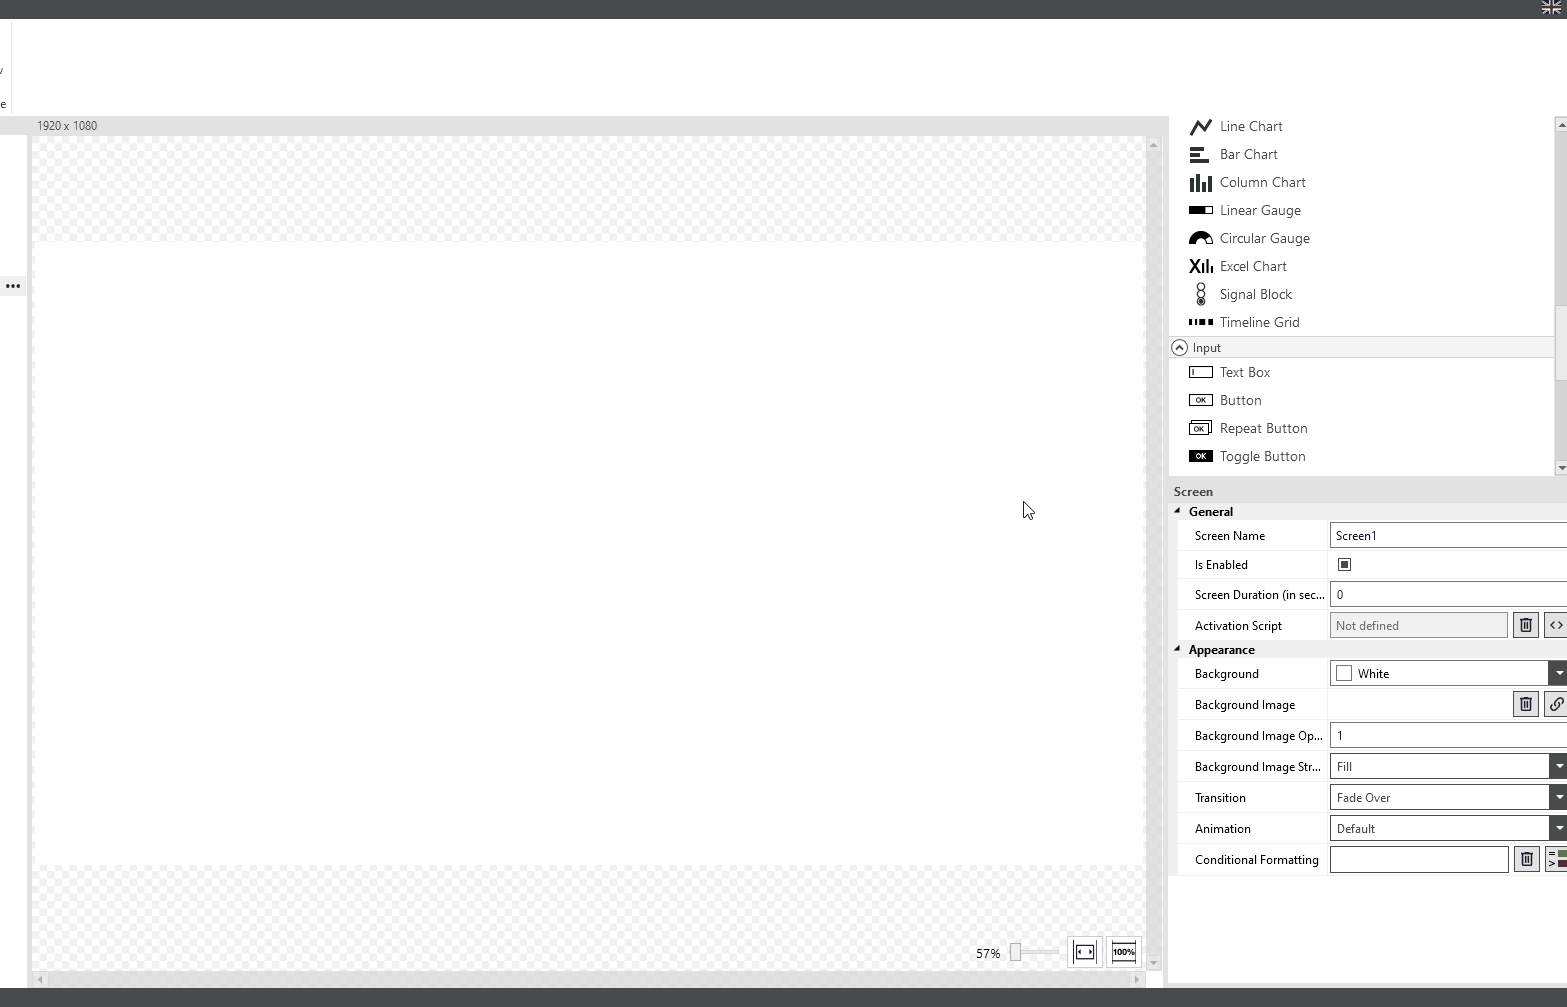 e
1920 x 1080
Line Chart
Bar Chart
Column Chart
Linear Gauge
Circular Gauge
Excel Chart
Signal Block
Timeline Grid
Input
Text Box
OK Button
OK Repeat Button
OK Toggle Button
Screen
General
Screen Name Screen1
Is Enabled
Screen Duration (in sec... 0
Activation Script Not defined
Appearance
Background White
Background Image
Background Image Op... 1
Background Image Str... Fill
Transition Fade Over
Animation Default
Conditional Formatting
57% 100%